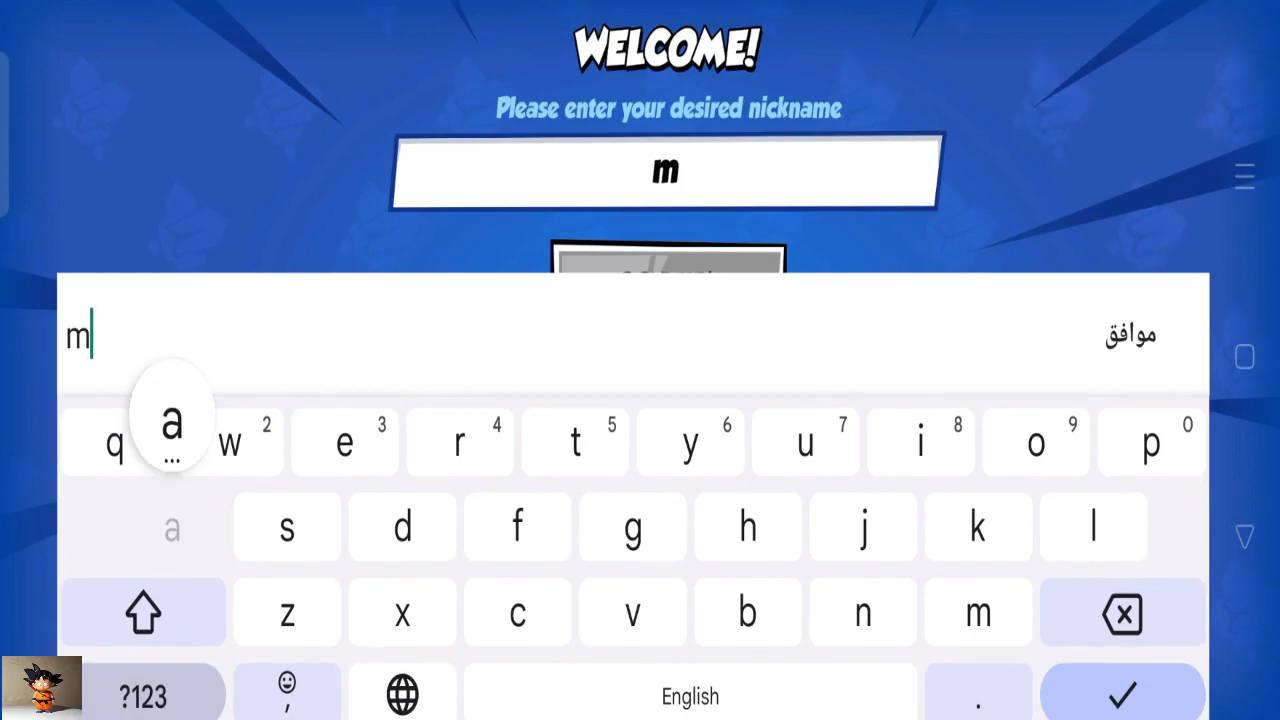 WELCOME!
Please enter your desired nickname
m
m موافق
a
q w 2 e 3 r 4 t 5 y 6 u 7 i 8 o 9 p 0
a s d f g h j k l
z x c v b n m
?123 , English .